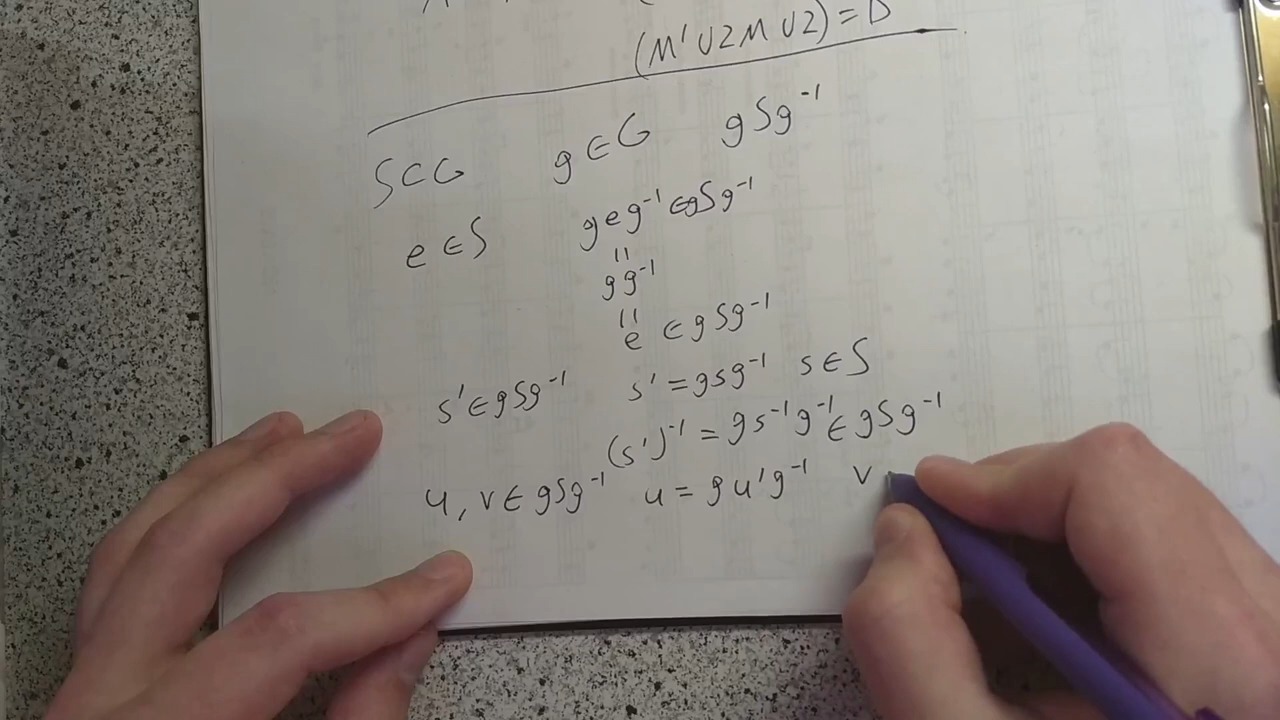 (M'U2MU2)=D
S⊂G g∈G gSg⁻¹
e∈S geg⁻¹∈gSg⁻¹
||
gg⁻¹
||
e ∈ gSg⁻¹
s'∈gSg⁻¹ s'=gsg⁻¹ s∈S
(s')⁻¹=gs⁻¹g⁻¹∈gSg⁻¹
u,v∈gSg⁻¹ u=gu'g⁻¹ v